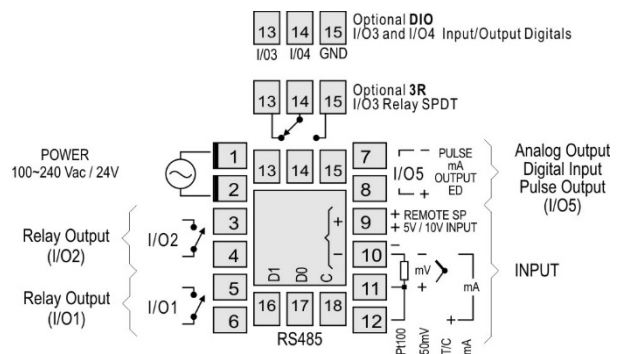 13 14 15
Optional DIO
I/O3 and I/O4 Input/Output Digitals
I/03 I/04 GND
13 14 15
Optional 3R
I/O3 Relay SPDT
POWER
100~240 Vac / 24V
1
2
Relay Output
(I/O2)
I/O2
3
4
Relay Output
(I/O1)
I/O1
5
6
13 14 15
+
−
D1 D0 C
16 17 18
RS485
7
8
I/O5
−
+
PULSE
mA
OUTPUT
ED
Analog Output
Digital Input
Pulse Output
(I/O5)
9
10
11
12
+ REMOTE SP
+ 5V / 10V INPUT
−
mV
+
mA
+
INPUT
Pt100
50mV
T/C
mA